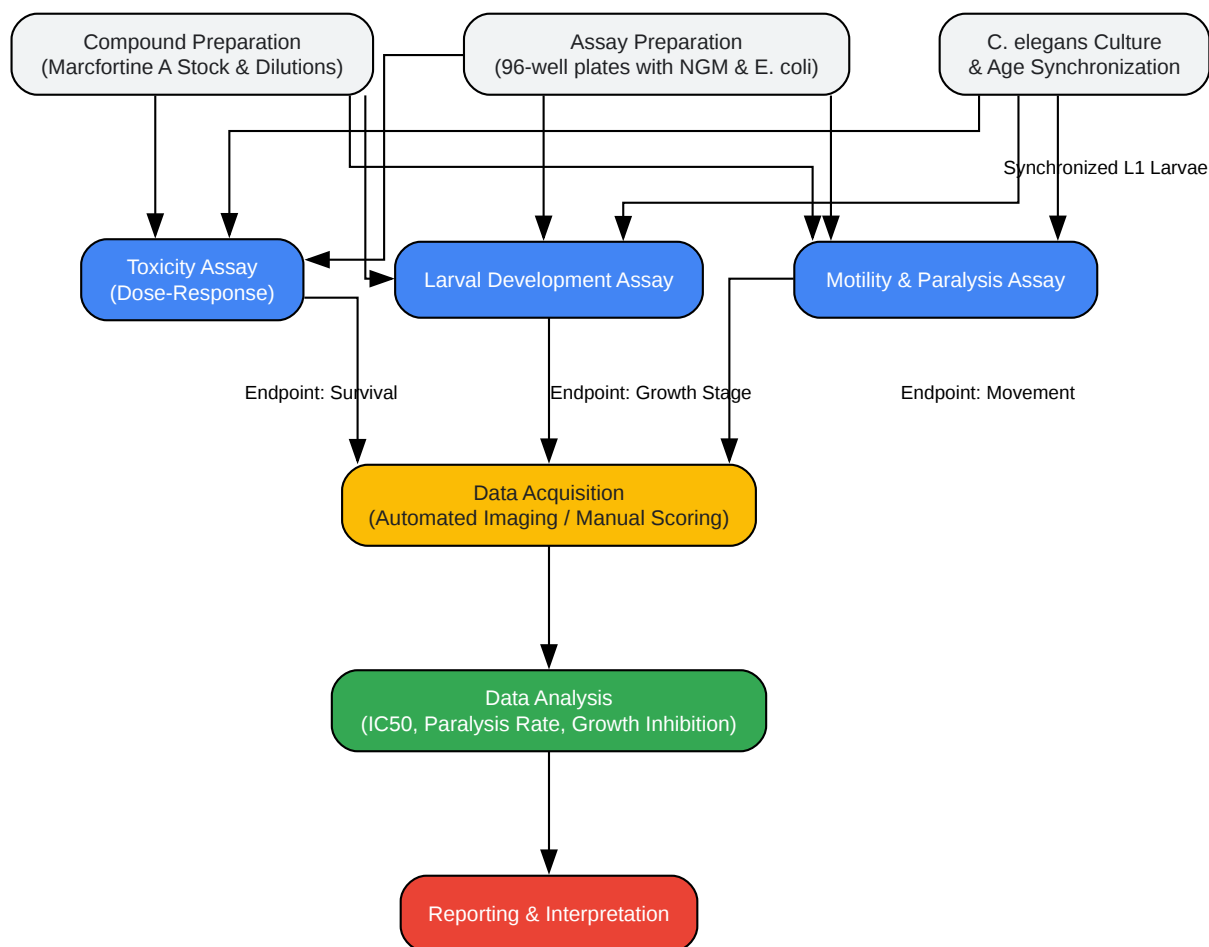 Compound Preparation
(Marcfortine A Stock & Dilutions)
Assay Preparation
(96-well plates with NGM & E. coli)
C. elegans Culture
& Age Synchronization
Synchronized L1 Larvae
Toxicity Assay
(Dose-Response)
Larval Development Assay
Motility & Paralysis Assay
Endpoint: Survival
Endpoint: Growth Stage
Endpoint: Movement
Data Acquisition
(Automated Imaging / Manual Scoring)
Data Analysis
(IC50, Paralysis Rate, Growth Inhibition)
Reporting & Interpretation